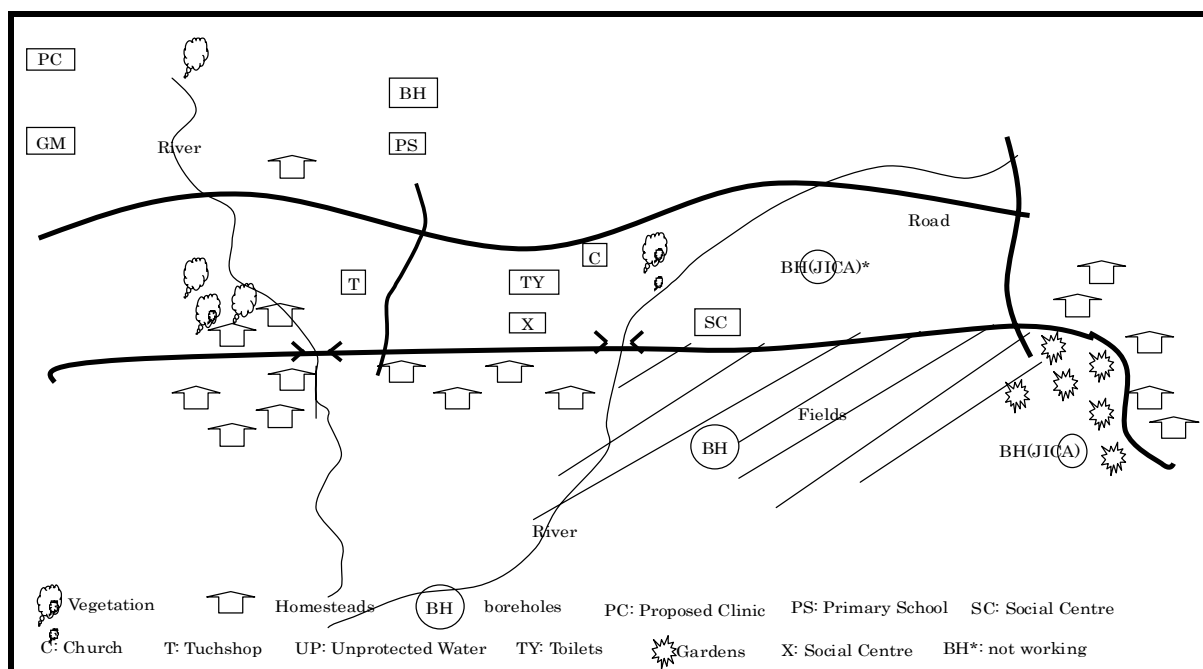 PC
BH
GM
River
PS
Road
C
BH(JICA)*
T
TY
X
SC
Fields
BH
BH(JICA)
River
Vegetation
Homesteads
BH
boreholes
PC: Proposed Clinic
PS: Primary School
SC: Social Centre
C: Church
T: Tuchshop
UP: Unprotected Water
TY: Toilets
Gardens
X: Social Centre
BH*: not working